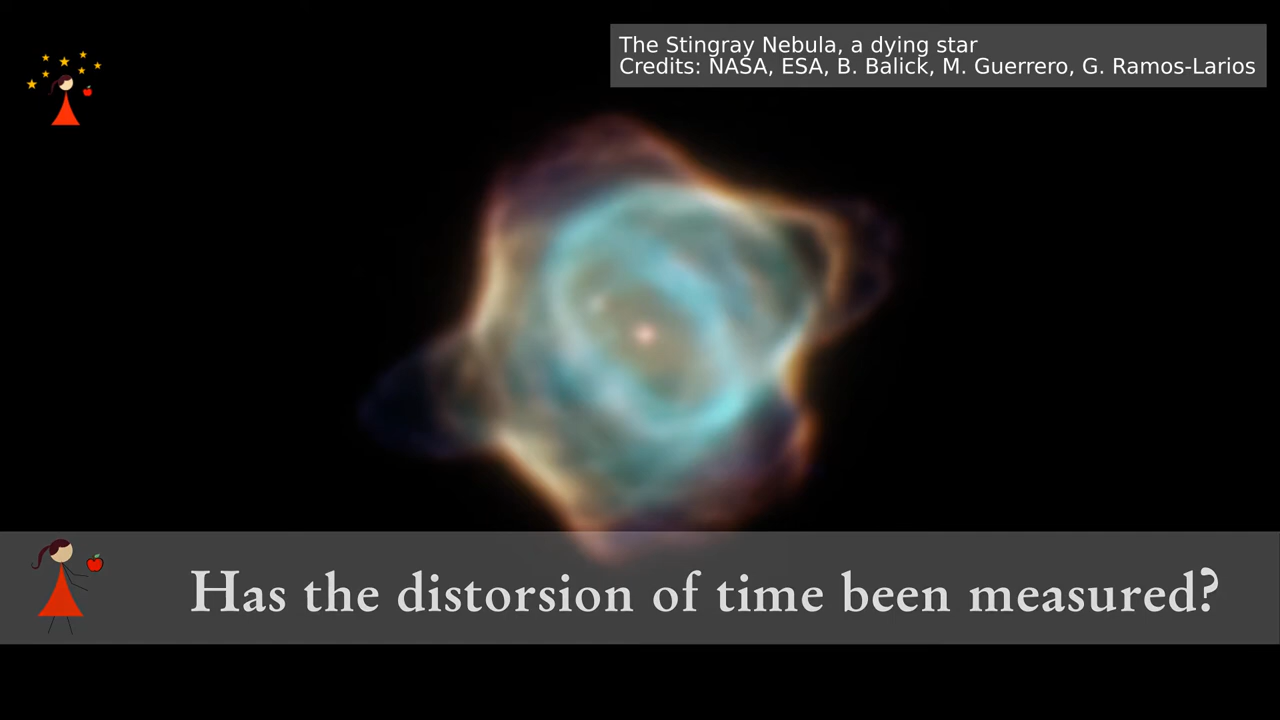 The Stingray Nebula, a dying star
Credits: NASA, ESA, B. Balick, M. Guerrero, G. Ramos-Larios
Has the distorsion of time been measured?